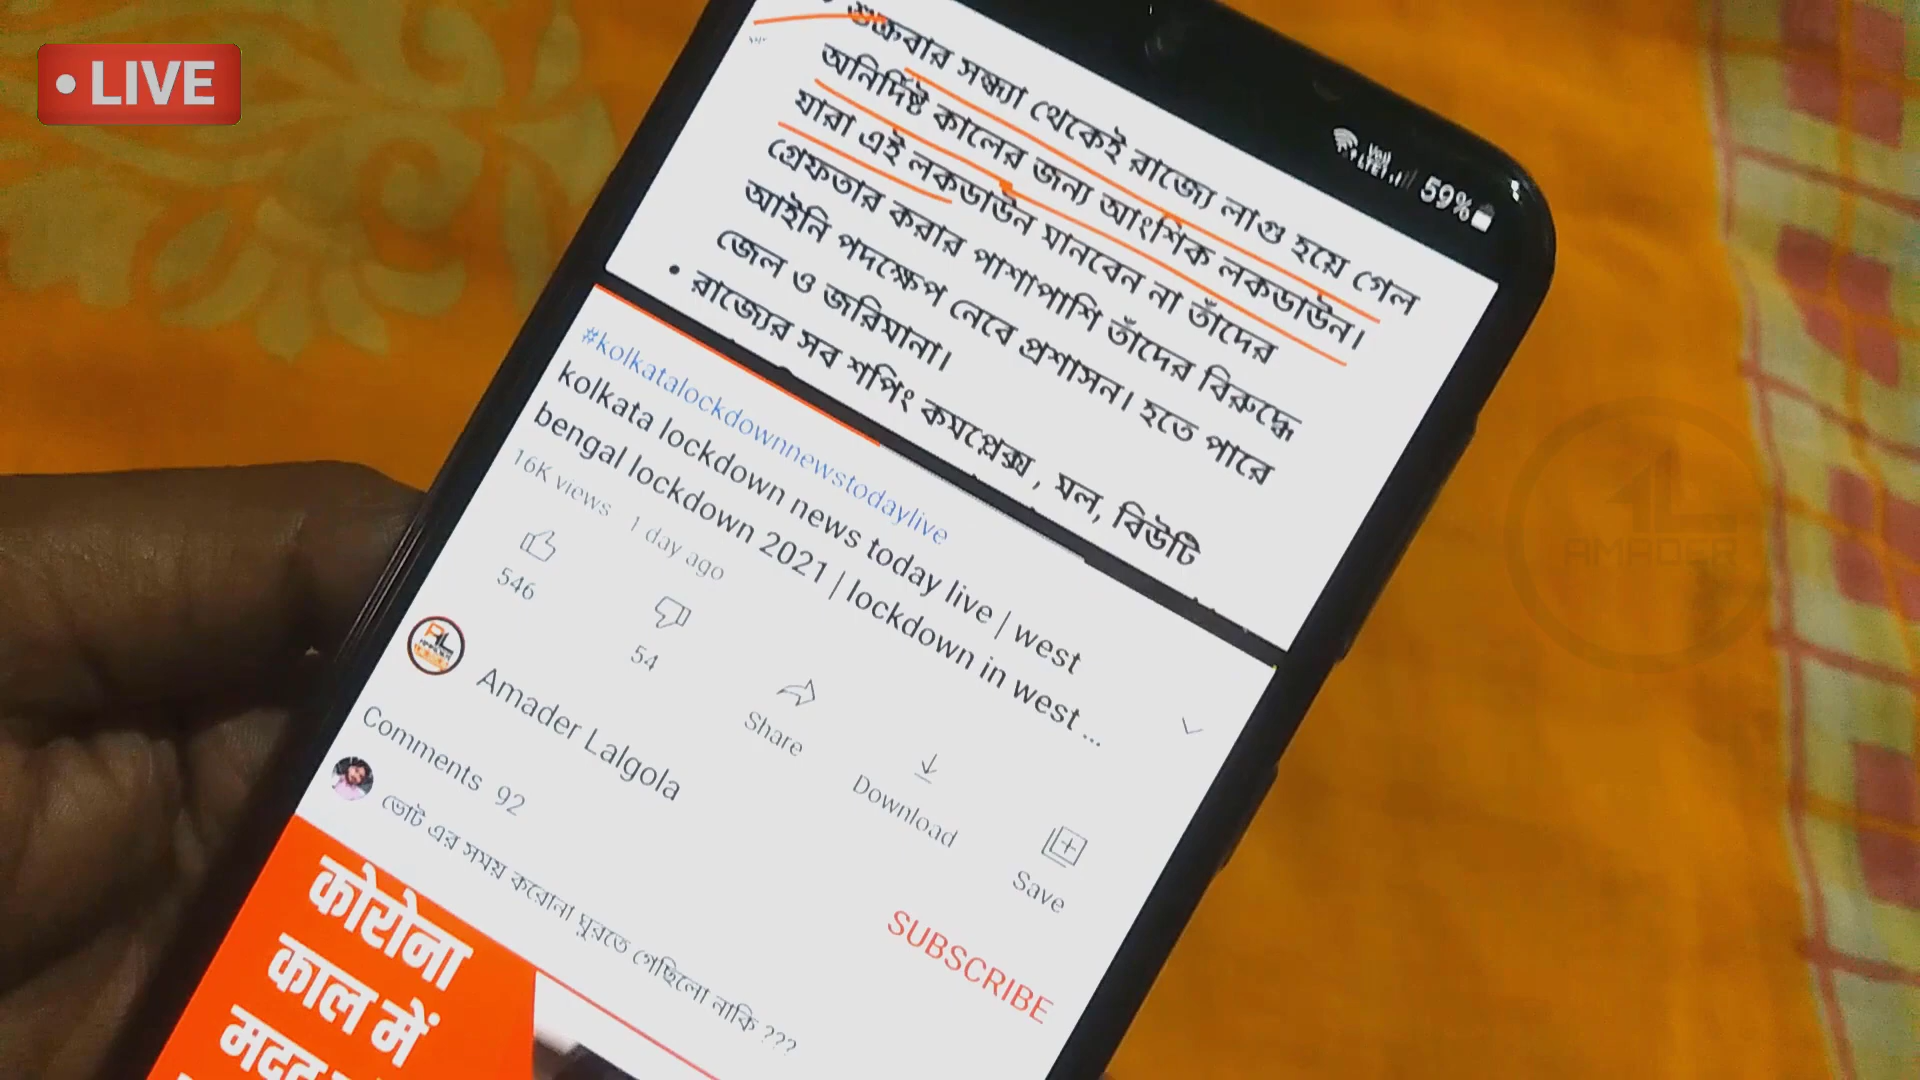 LIVE
শুক্রবার সন্ধ্যা থেকেই রাজ্যে লাগু হয়ে গেল
অনির্দিষ্ট কালের জন্য আংশিক লকডাউন।
যারা এই লকডাউন মানবেন না তাঁদের
গ্রেফতার করার পাশাপাশি তাঁদের বিরুদ্ধে
আইনি পদক্ষেপ নেবে প্রশাসন। হতে পারে
জেল ও জরিমানা।
• রাজ্যের সব শপিং কমপ্লেক্স , মল, বিউটি
59%
#kolkatalockdownnewstodaylive
kolkata lockdown news today live | west
bengal lockdown 2021 | lockdown in west ...
16K views 1 day ago
546
54
Share
Download
Save
Amader Lalgola
SUBSCRIBE
Comments 92
ভোট এর সময় করোনা ঘুরতে গেছিলো নাকি ???
कोरोना
काल में
AMADER